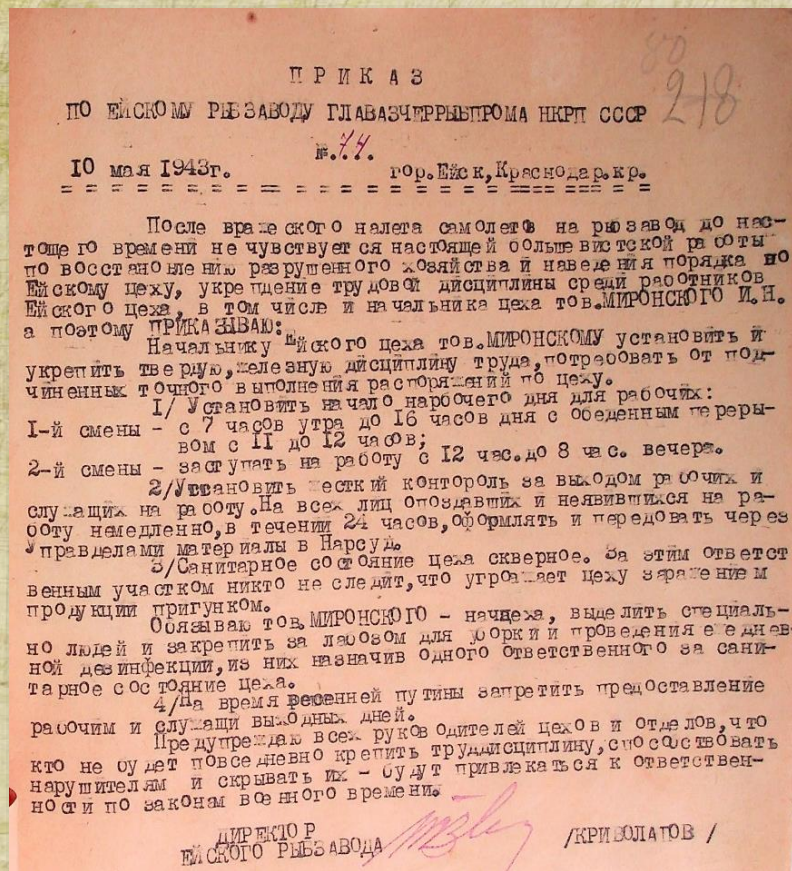 80
218
ПРИКАЗ
ПО ЕЙСКОМУ РЫБЗАВОДУ ГЛАВАЗЧЕРРЫБПРОМА НКРП СССР
№.74.
10 мая 1943г. гор.Ейск,Краснодар.кр.
После вражеского налета самолетов на рыбзавод до нас-
тоще го времени не чувствуется настоящей большевистской работы
по восстановлению разрушенного хозяйства и наведения порядка по
Ейскому цеху, укрепцение трудовой дисциплины среди работников
Ейского цеха, в том числе и начальника цеха тов.МИРОНСКОГО И.Н.
а поэтому ПРИКАЗЫВАЮ:
Начальнику Ейского цеха тов.МИРОНСКОМУ установить и
укрепить твердую,железную дисциплину труда,потребовать от под-
чиненных точного выполнения распоряжений по цеху.
1/ Установить начало нарбочего дня для рабочих:
1-й смены - с 7 часов утра до 16 часов дня с обеденным переры-
вом с 11 до 12 часов;
2-й смены - заступать на работу с 12 час.до 8 час. вечера.
2/Установить жесткий контороль за выходом рабочих и
служащих на работу.На всех лиц опоздавших и неявившихся на ра-
боту немедленно,в течении 24 часов,оформлять и передовать через
Управделами материалы в Нарсуд.
3/Санитарное состояние цеха скверное. За этим ответст
венным участком никто не следит,что угрожает цеху заражением
продукции пригунком.
Обязываю тов.МИРОНСКОГО - начцеха, выделить специаль-
но людей и закрепить за лабозом для уборки и проведения ежеднев-
ной дезинфекции,из них назначив одного ответственного за сани-
тарное состояние цеха.
4/На время весенней путины запретить предоставление
рабочим и служащи выходных дней.
Предупреждаю всех руководителей цехов и отделов,что
кто не будет повседневно крепить труддисциплину,способствовать
нарушителям и скрывать их - будут привлекаться к ответствен-
ности по законам военного времени.
ДИРЕКТОР
ЕЙСКОГО РЫБЗАВОДА /КРИВОЛАПОВ /